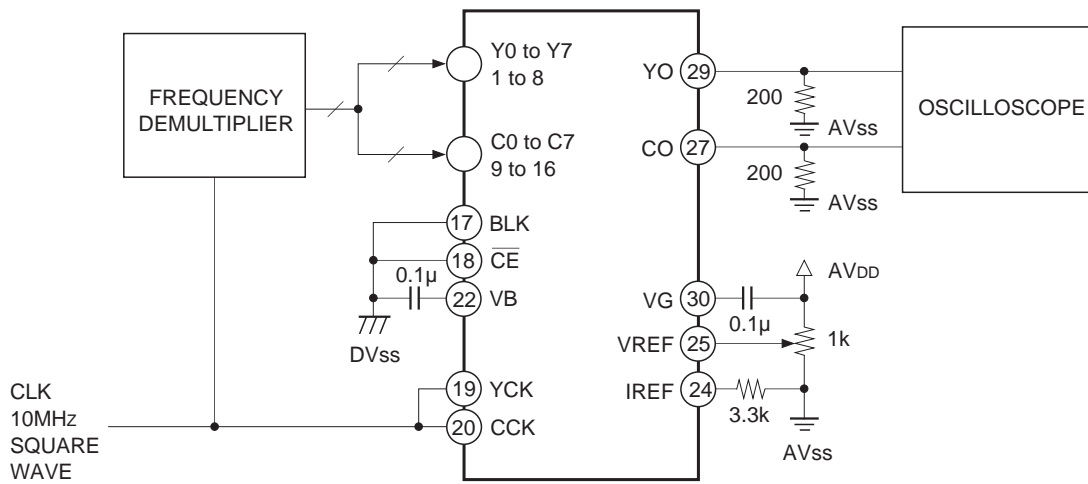 FREQUENCY
DEMULTIPLIER
Y0 to Y7
1 to 8
C0 to C7
9 to 16
17
BLK
18
CE
0.1µ
22
VB
DVss
CLK
10MHz
SQUARE
WAVE
19
YCK
20
CCK
YO
29
200
AVss
CO
27
200
AVss
OSCILLOSCOPE
AVDD
VG
30
0.1µ
VREF
25
1k
IREF
24
3.3k
AVss